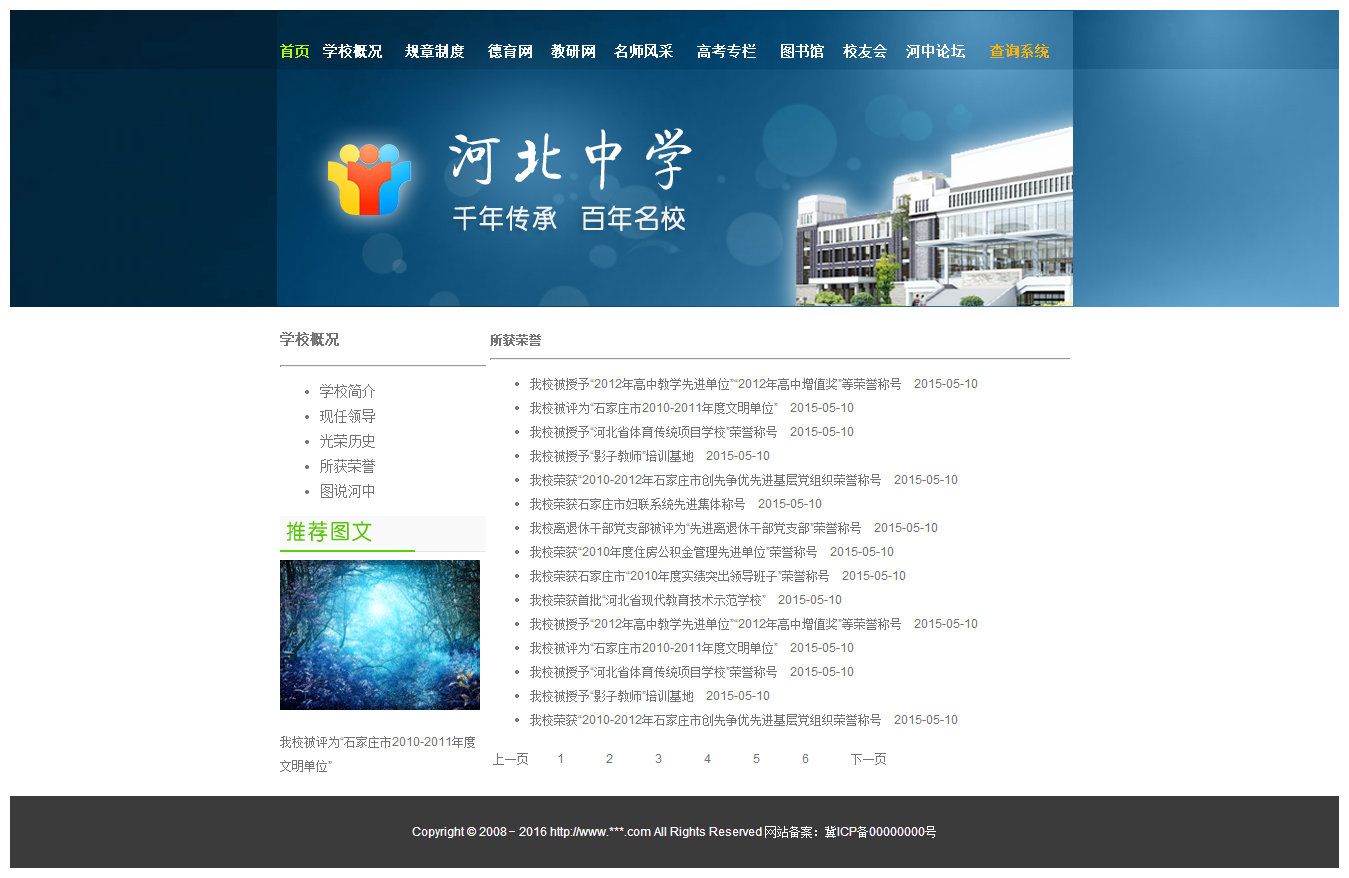 首页 学校概况 规章制度 德育网 教研网 名师风采 高考专栏 图书馆 校友会 河中论坛 查询系统
河北中学
千年传承 百年名校
学校概况
学校简介
现任领导
光荣历史
所获荣誉
图说河中
推荐图文
我校被评为“石家庄市2010-2011年度
文明单位”
所获荣誉
我校被授予“2012年高中教学先进单位”“2012年高中增值奖”等荣誉称号 2015-05-10
我校被评为“石家庄市2010-2011年度文明单位” 2015-05-10
我校被授予“河北省体育传统项目学校”荣誉称号 2015-05-10
我校被授予“影子教师”培训基地 2015-05-10
我校荣获“2010-2012年石家庄市创先争优先进基层党组织荣誉称号 2015-05-10
我校荣获石家庄市妇联系统先进集体称号 2015-05-10
我校离退休干部党支部被评为“先进离退休干部党支部”荣誉称号 2015-05-10
我校荣获“2010年度住房公积金管理先进单位”荣誉称号 2015-05-10
我校荣获石家庄市“2010年度实绩突出领导班子”荣誉称号 2015-05-10
我校荣获首批“河北省现代教育技术示范学校” 2015-05-10
我校被授予“2012年高中教学先进单位”“2012年高中增值奖”等荣誉称号 2015-05-10
我校被评为“石家庄市2010-2011年度文明单位” 2015-05-10
我校被授予“河北省体育传统项目学校”荣誉称号 2015-05-10
我校被授予“影子教师”培训基地 2015-05-10
我校荣获“2010-2012年石家庄市创先争优先进基层党组织荣誉称号 2015-05-10
上一页 1 2 3 4 5 6 下一页
Copyright © 2008 – 2016 http://www.***.com All Rights Reserved 网站备案：冀ICP备00000000号